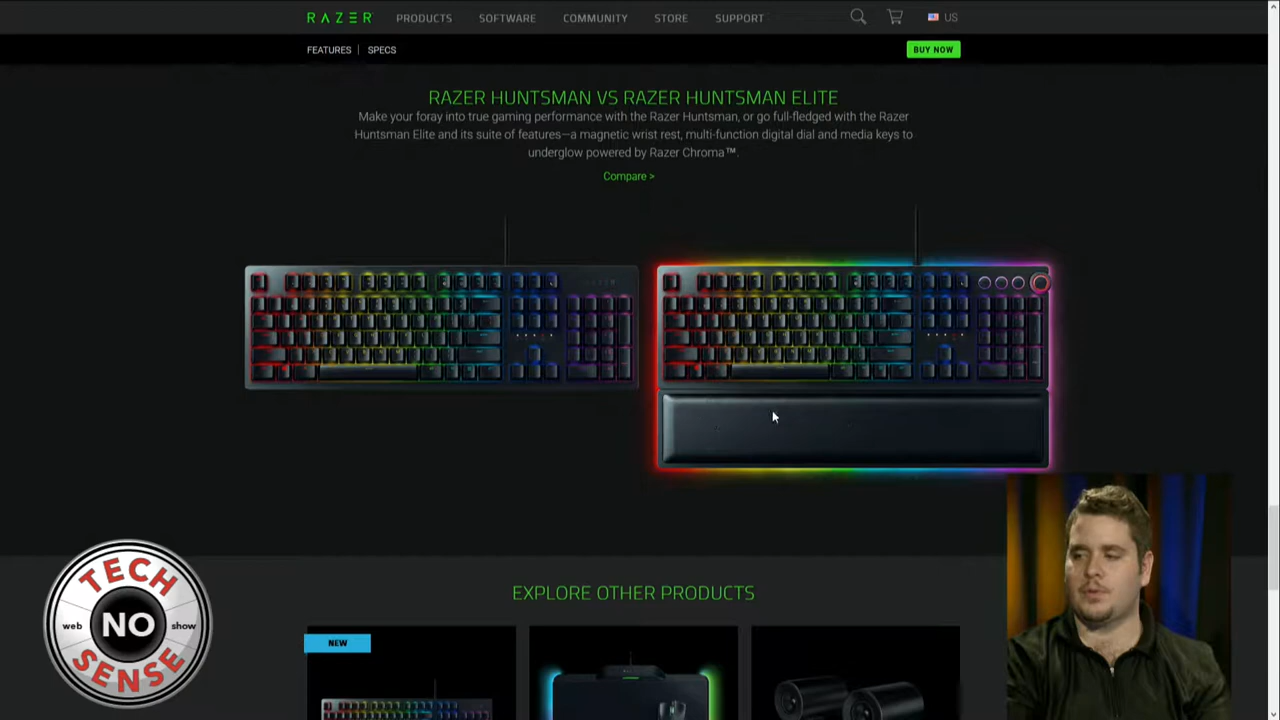 RAZER PRODUCTS SOFTWARE COMMUNITY STORE SUPPORT US
FEATURES | SPECS BUY NOW
RAZER HUNTSMAN VS RAZER HUNTSMAN ELITE
Make your foray into true gaming performance with the Razer Huntsman, or go full-fledged with the Razer
Huntsman Elite and its suite of features—a magnetic wrist rest, multi-function digital dial and media keys to
underglow powered by Razer Chroma™.
Compare >
EXPLORE OTHER PRODUCTS
NEW
TECH
web NO show
SENSE